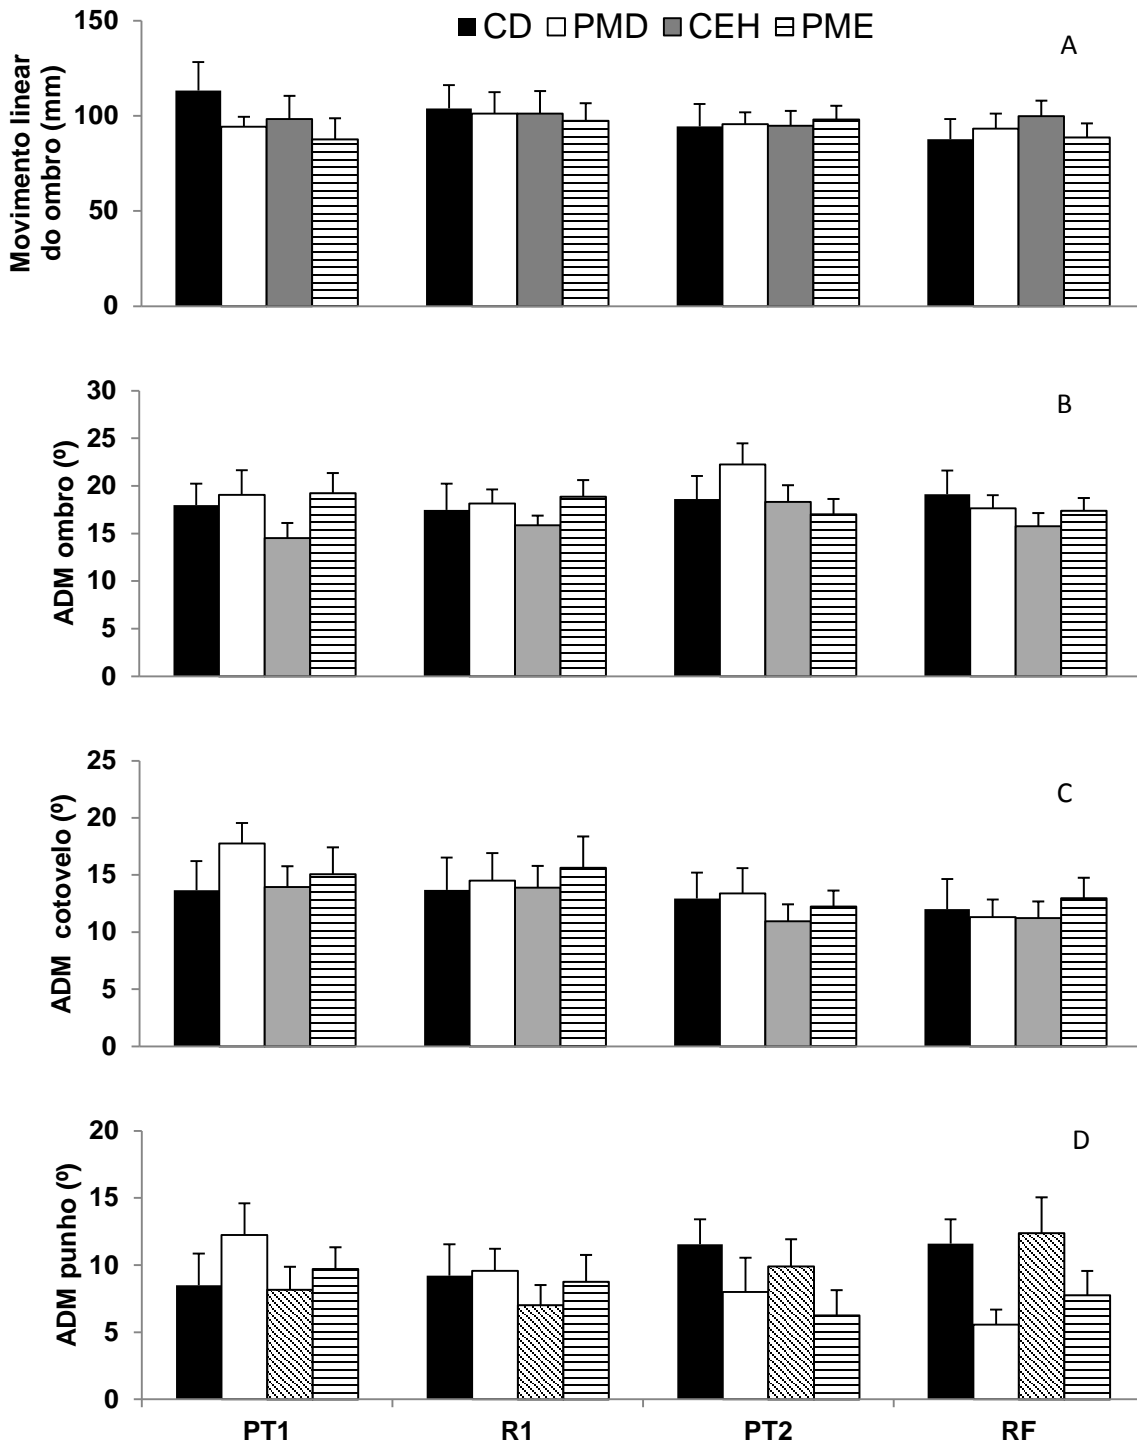 CD PMD CEH PME
A
Movimento linear
do ombro (mm)
150
100
50
0
B
ADM ombro (º)
30
25
20
15
10
5
0
C
ADM cotovelo (º)
25
20
15
10
5
0
D
ADM punho (º)
20
15
10
5
0
PT1 R1 PT2 RF